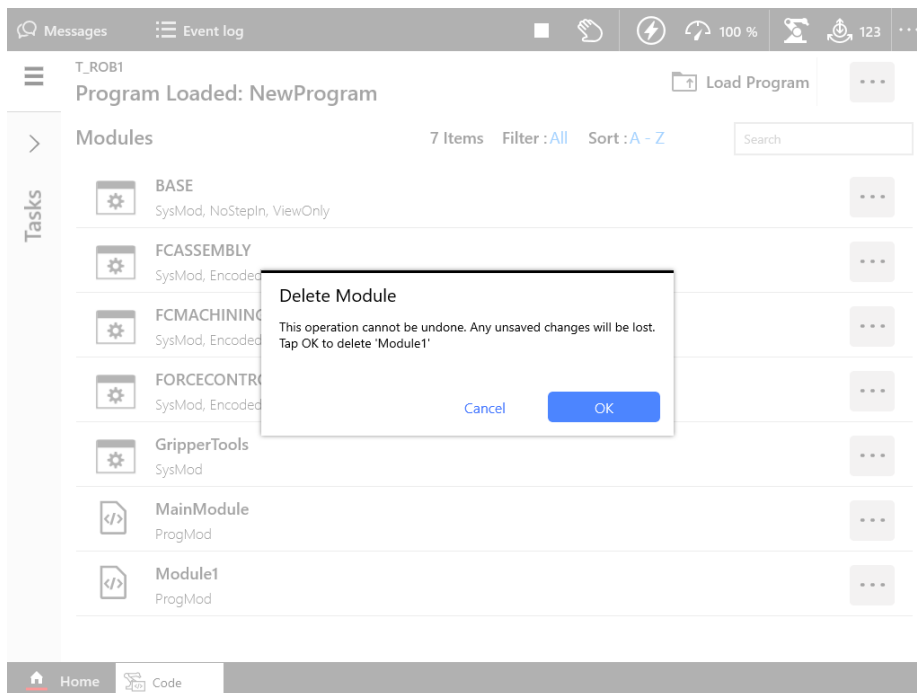 Messages Event log 100 % 123
T_ROB1
Program Loaded: NewProgram Load Program
Modules 7 Items Filter : All Sort : A - Z Search
Tasks
BASE
SysMod, NoStepIn, ViewOnly
FCASSEMBLY
SysMod, Encoded
FCMACHINING
SysMod, Encoded
FORCECONTR
SysMod, Encoded
GripperTools
SysMod
MainModule
ProgMod
Module1
ProgMod
Delete Module
This operation cannot be undone. Any unsaved changes will be lost.
Tap OK to delete 'Module1'
Cancel OK
Home Code